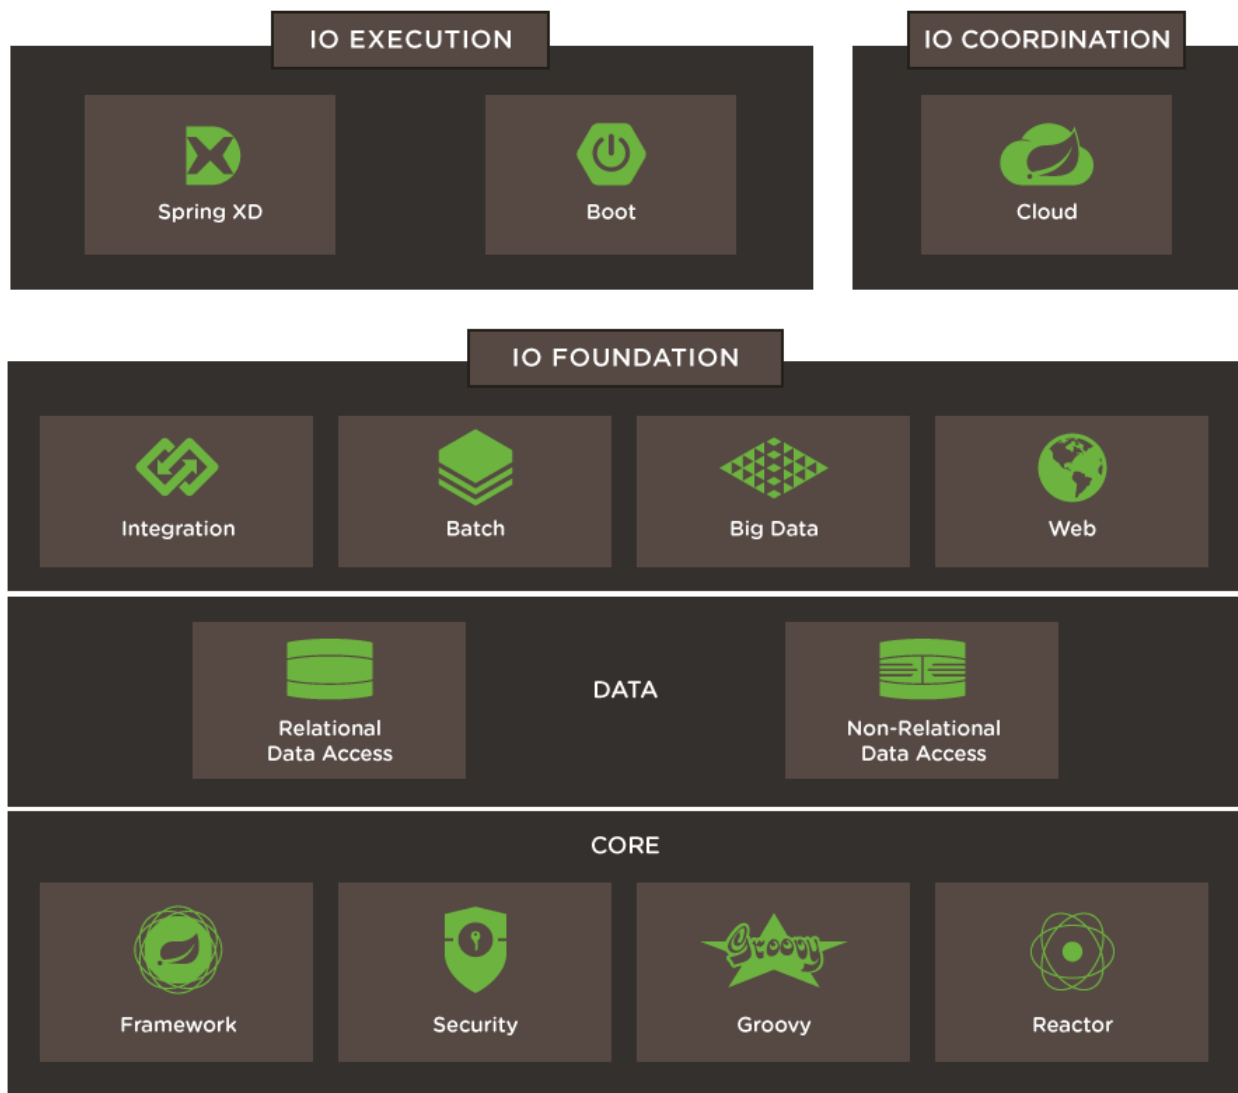 IO EXECUTION
IO COORDINATION
Spring XD
Boot
Cloud
IO FOUNDATION
Integration
Batch
Big Data
Web
DATA
Relational
Data Access
Non-Relational
Data Access
CORE
Groovy
Framework
Security
Groovy
Reactor